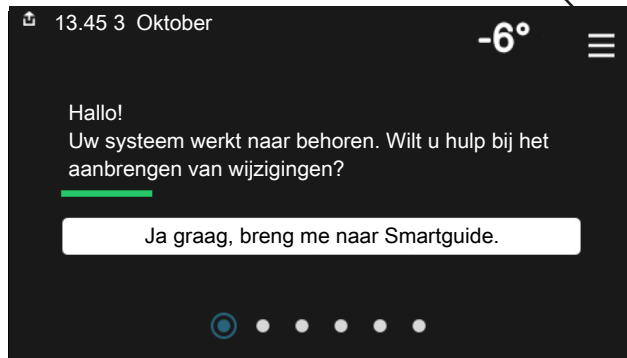 13.45 3 Oktober
-6°
Hallo!
Uw systeem werkt naar behoren. Wilt u hulp bij het
aanbrengen van wijzigingen?
Ja graag, breng me naar Smartguide.